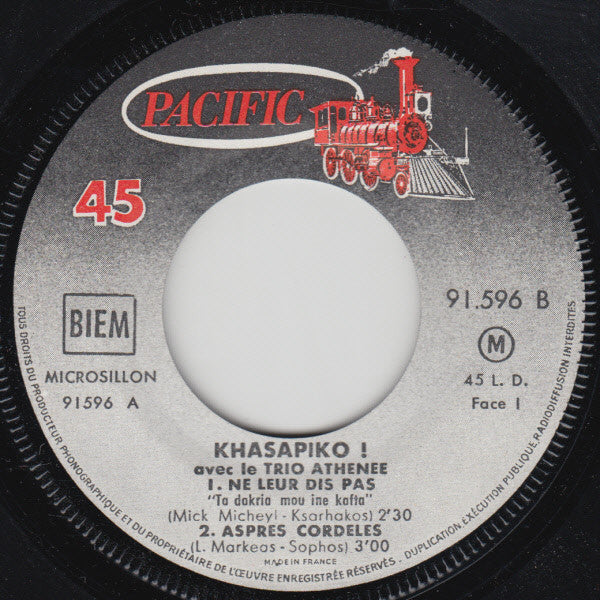 PACIFIC
45
BIEM
MICROSILLON
91596 A
91.596 B
M
45 L. D.
Face 1
KHASAPIKO !
avec le TRIO ATHENEE
1. NE LEUR DIS PAS
"Ta dakria mou ine kafta"
(Mick Micheyl - Ksarhakos) 2'30
2. ASPRES CORDELES
(L. Markeas - Sophos) 3'00
MADE IN FRANCE
TOUS DROITS DU PRODUCTEUR PHONOGRAPHIQUE ET DU PROPRIÉTAIRE DE L'ŒUVRE ENREGISTRÉE RÉSERVÉS - DUPLICATION EXÉCUTION PUBLIQUE, RADIODIFFUSION INTERDITES